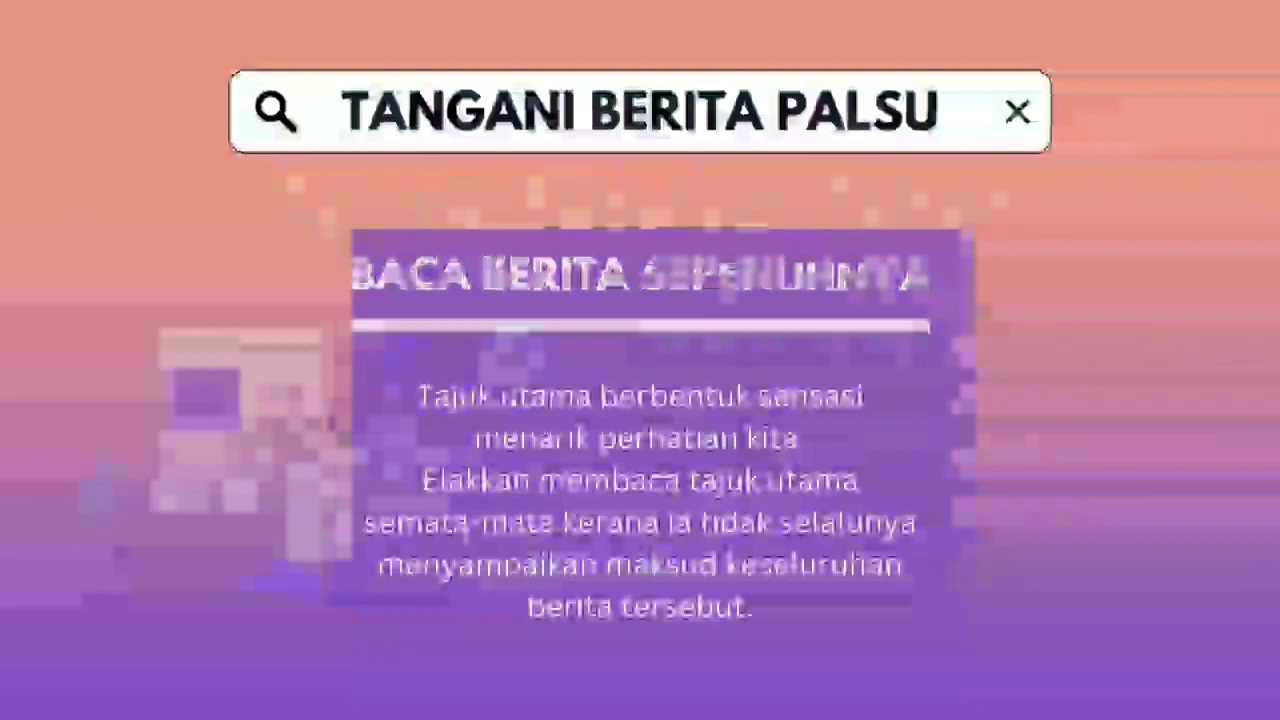 TANGANI BERITA PALSU
BACA BERITA SEPENUHNYA
Tajuk utama berbentuk sensasi
menarik perhatian kita
Elakkan membaca tajuk utama
semata-mata kerana ia tidak selalunya
menyampaikan maksud keseluruhan
berita tersebut.